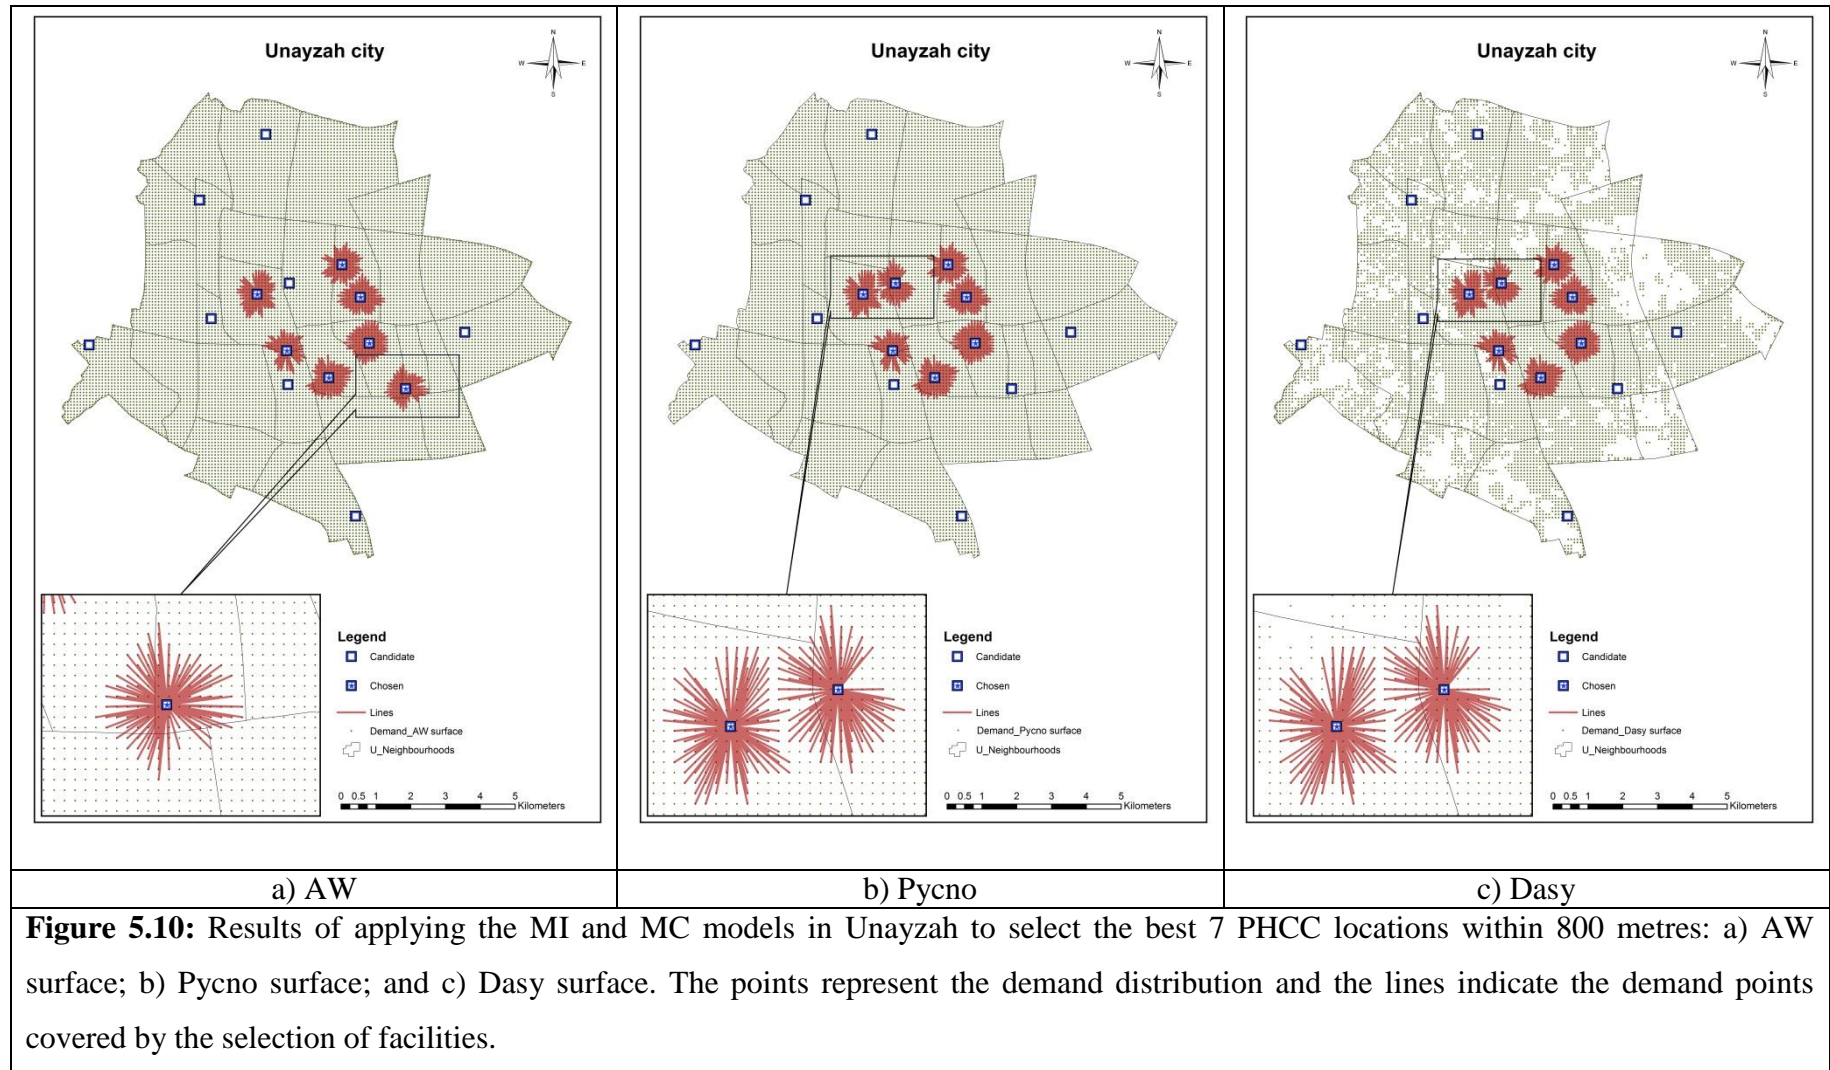 Unayzah city
N
W
E
S
Legend
Candidate
Chosen
Lines
Demand_AW surface
U_Neighbourhoods
0 0.5 1 2 3 4 5
Kilometers
Unayzah city
N
W
E
S
Legend
Candidate
Chosen
Lines
Demand_Pycno surface
U_Neighbourhoods
0 0.5 1 2 3 4 5
Kilometers
Unayzah city
N
W
E
S
Legend
Candidate
Chosen
Lines
Demand_Dasy surface
U_Neighbourhoods
0 0.5 1 2 3 4 5
Kilometers
a) AW
b) Pycno
c) Dasy
Figure 5.10: Results of applying the MI and MC models in Unayzah to select the best 7 PHCC locations within 800 metres: a) AW
surface; b) Pycno surface; and c) Dasy surface. The points represent the demand distribution and the lines indicate the demand points
covered by the selection of facilities.